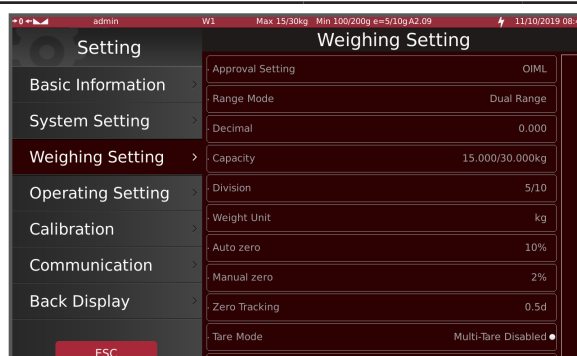 →0← admin W1 Max 15/30kg Min 100/200g e=5/10g A2.09 11/10/2019 08:4
Setting
Weighing Setting
Basic Information >
System Setting >
Weighing Setting >
Operating Setting >
Calibration >
Communication >
Back Display >
ESC
Approval Setting OIML
Range Mode Dual Range
Decimal 0.000
Capacity 15.000/30.000kg
Division 5/10
Weight Unit kg
Auto zero 10%
Manual zero 2%
Zero Tracking 0.5d
Tare Mode Multi-Tare Disabled